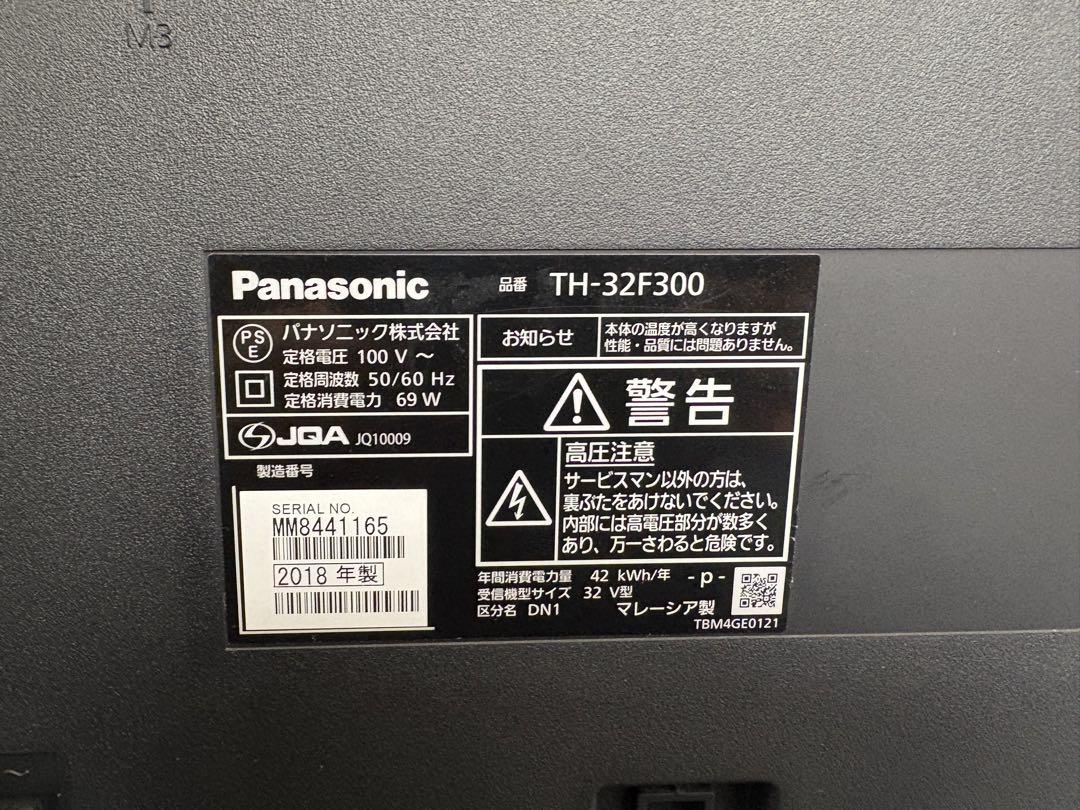 M3
Panasonic 品番 TH-32F300
PS
E
パナソニック株式会社
定格電圧 100 V ～
定格周波数 50/60 Hz
定格消費電力 69 W
JQA JQ10009
製造番号
SERIAL NO.
MM8441165
2018 年製
お知らせ
本体の温度が高くなりますが
性能・品質には問題ありません。
警告
高圧注意
サービスマン以外の方は、
裏ぶたをあけないでください。
内部には高電圧部分が数多く
あり、万一さわると危険です。
年間消費電力量 42 kWh/年 -p-
受信機型サイズ 32 V型
区分名 DN1 マレーシア製
TBM4GE0121